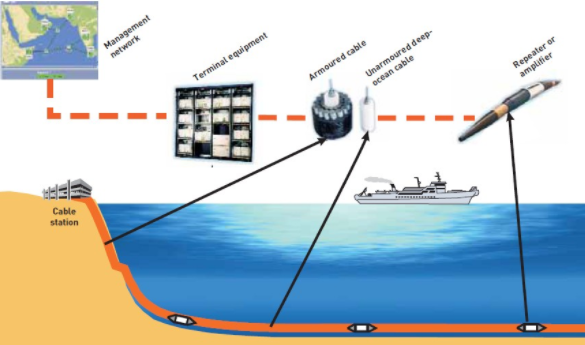 Management
network
Terminal equipment
Armoured cable
Unarmoured deep-
ocean cable
Repeater or
amplifier
Cable
station